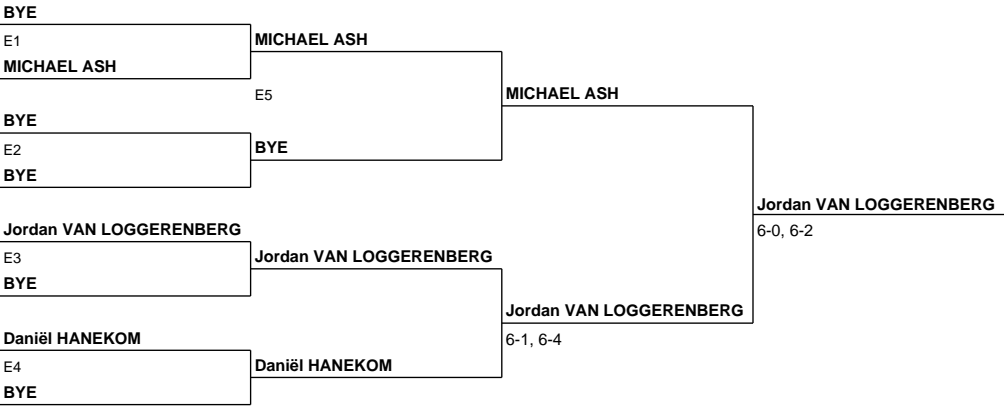 BYE
E1
MICHAEL ASH
BYE
E2
BYE
Jordan VAN LOGGERENBERG
E3
BYE
Daniël HANEKOM
E4
BYE
MICHAEL ASH
E5
BYE
Jordan VAN LOGGERENBERG
Daniël HANEKOM
MICHAEL ASH
Jordan VAN LOGGERENBERG
6-1, 6-4
Jordan VAN LOGGERENBERG
6-0, 6-2